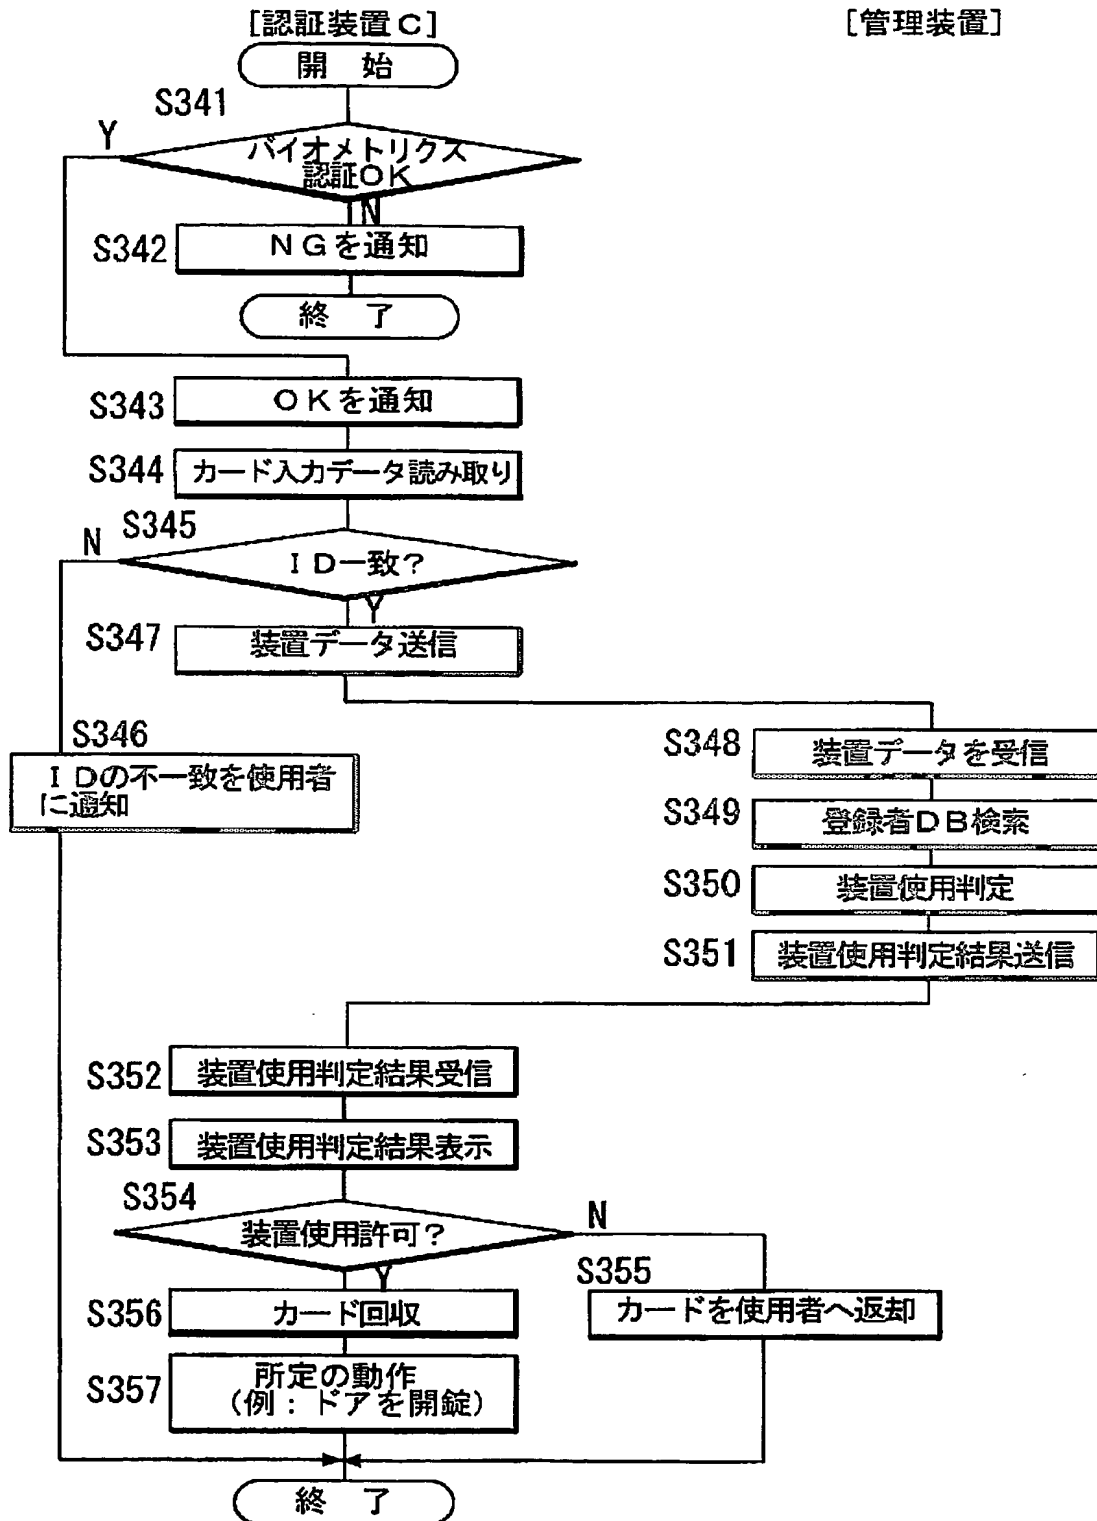 [認証装置C]
[管理装置]
開 始
S341
Y
バイオメトリクス
認証OK
N
S342
NGを通知
終 了
S343
OKを通知
S344
カード入力データ読み取り
S345
N
ID一致?
Y
S347
装置データ送信
S346
IDの不一致を使用者
に通知
S348
装置データを受信
S349
登録者DB検索
S350
装置使用判定
S351
装置使用判定結果送信
S352
装置使用判定結果受信
S353
装置使用判定結果表示
S354
装置使用許可?
N
Y
S355
カードを使用者へ返却
S356
カード回収
S357
所定の動作
(例:ドアを開錠)
終 了